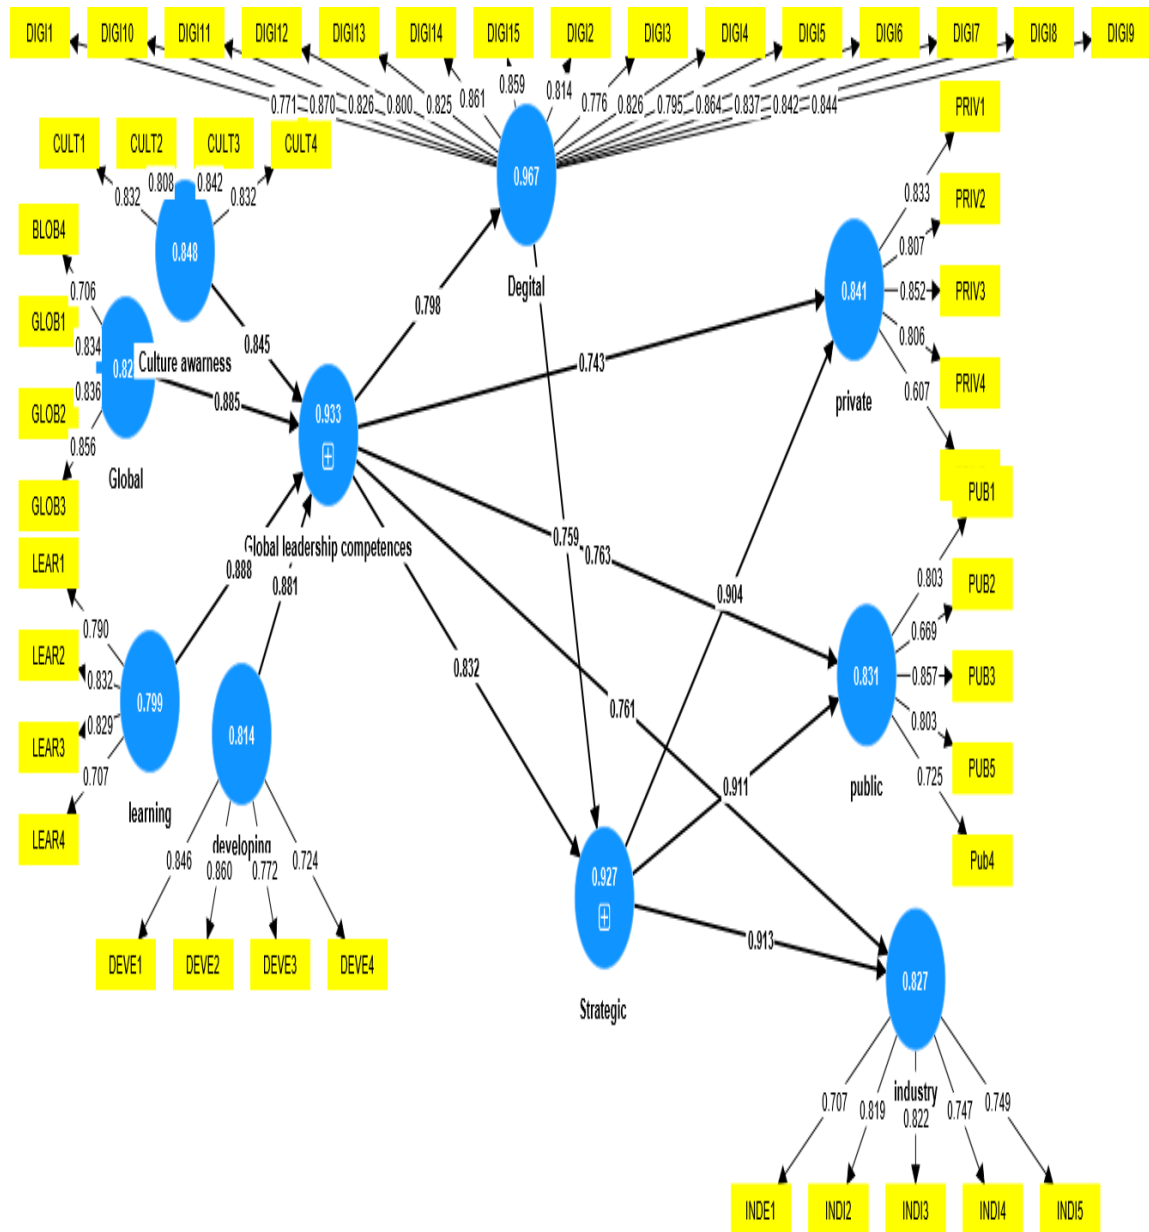 DIGI1 DIGI10 DIGI11 DIGI12 DIGI13 DIGI14 DIGI15 DIGI2 DIGI3 DIGI4 DIGI5 DIGI6 DIGI7 DIGI8 DIGI9
0.771 0.870 0.826 0.800 0.825 0.861 0.859 0.814 0.776 0.826 0.795 0.864 0.837 0.842 0.844
CULT1 CULT2 CULT3 CULT4
0.832 0.808 0.842 0.832
0.848
0.967
Degital
PRIV1
PRIV2
PRIV3
PRIV4
0.833
0.807
0.852
0.806
0.607
0.841
private
BLOB4
GLOB1
GLOB2
GLOB3
0.706
0.834
0.836
0.856
0.82
Culture awarness
Global
0.845
0.885
0.798
0.743
0.933
Global leadership competences
0.888
0.881
0.759
0.763
0.904
0.832
0.761
LEAR1
LEAR2
LEAR3
LEAR4
0.790
0.832
0.829
0.707
0.799
learning
0.814
developing
0.846 0.860 0.772 0.724
DEVE1 DEVE2 DEVE3 DEVE4
PUB1
PUB2
PUB3
PUB5
Pub4
0.803
0.669
0.857
0.803
0.725
0.831
public
0.911
0.927
Strategic
0.913
0.827
industry
0.707 0.819 0.822 0.747 0.749
INDE1 INDI2 INDI3 INDI4 INDI5